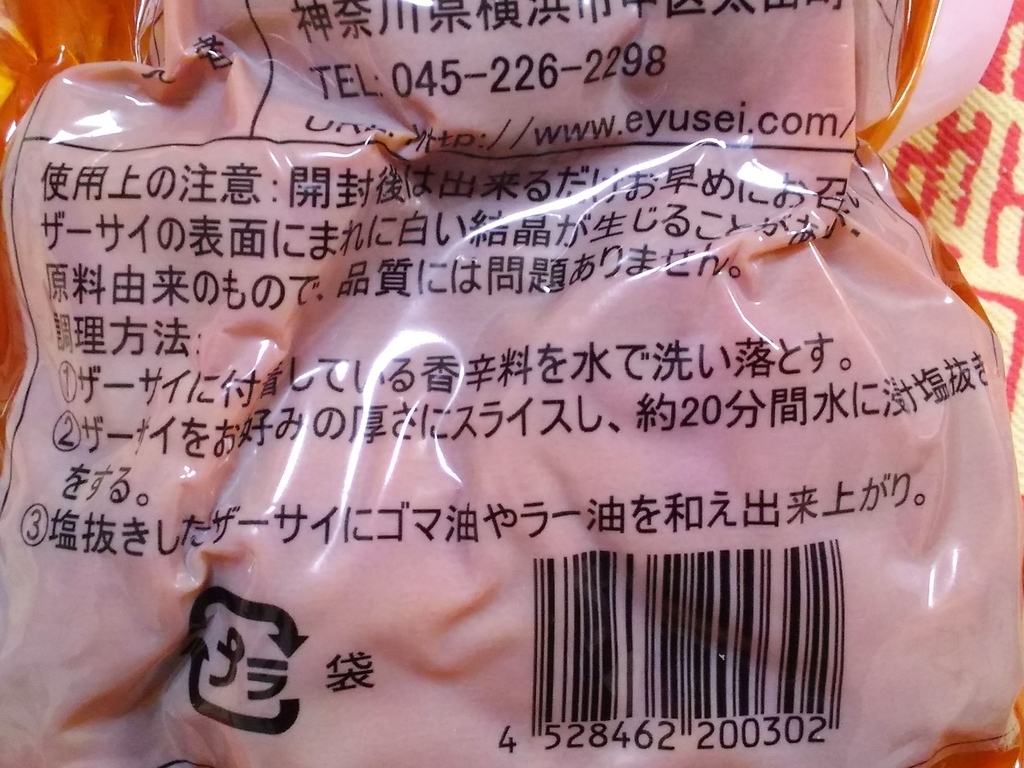 神奈川県横浜市中区太田町
TEL: 045-226-2298
http://www.eyusei.com/
使用上の注意:開封後は出来るだけお早めにお召
ザーサイの表面にまれに白い結晶が生じることがあ
原料由来のもので、品質には問題ありません。
調理方法:
①ザーサイに付着している香辛料を水で洗い落とす。
②ザーサイをお好みの厚さにスライスし、約20分間水に浸け塩抜き
をする。
③塩抜きしたザーサイにゴマ油やラー油を和え出来上がり。
プラ
袋
4 528462 200302